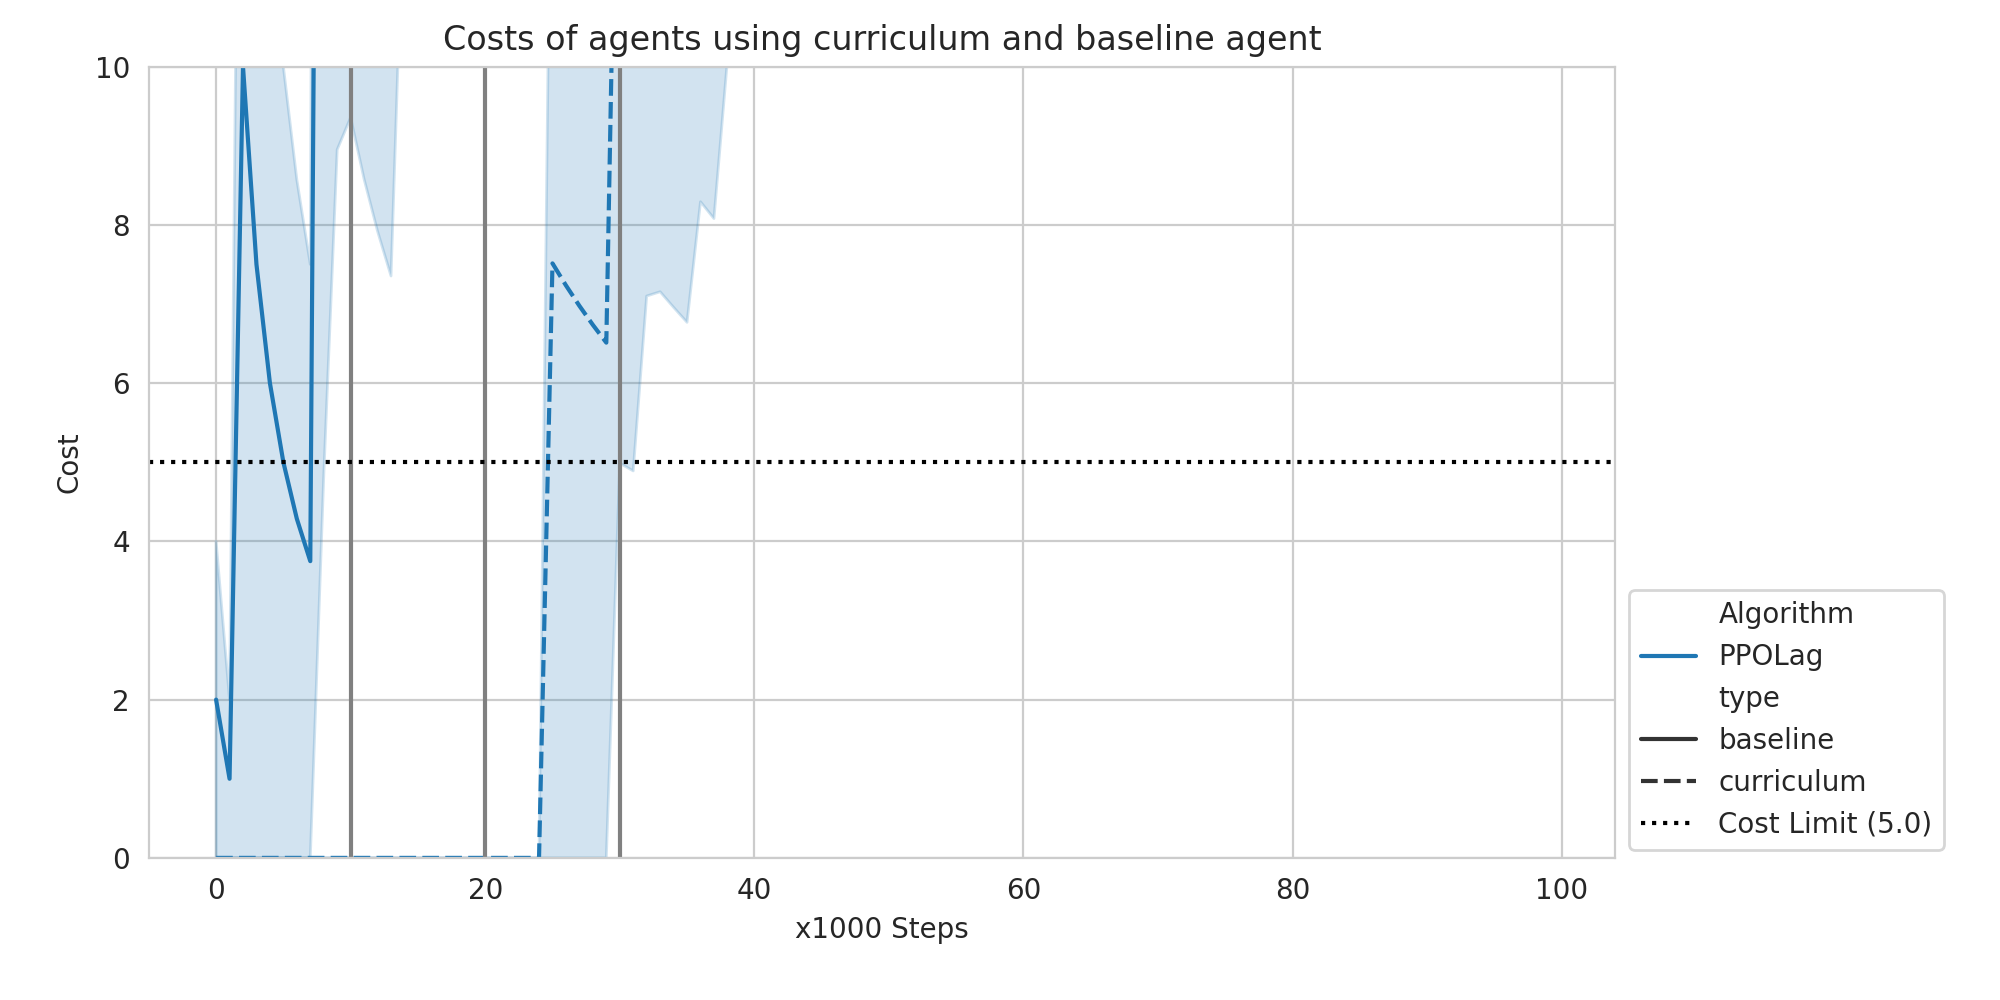 Costs of agents using curriculum and baseline agent
10
8
6
4
2
0
Cost
0 20 40 60 80 100
x1000 Steps
Algorithm
PPOLag
type
baseline
curriculum
Cost Limit (5.0)